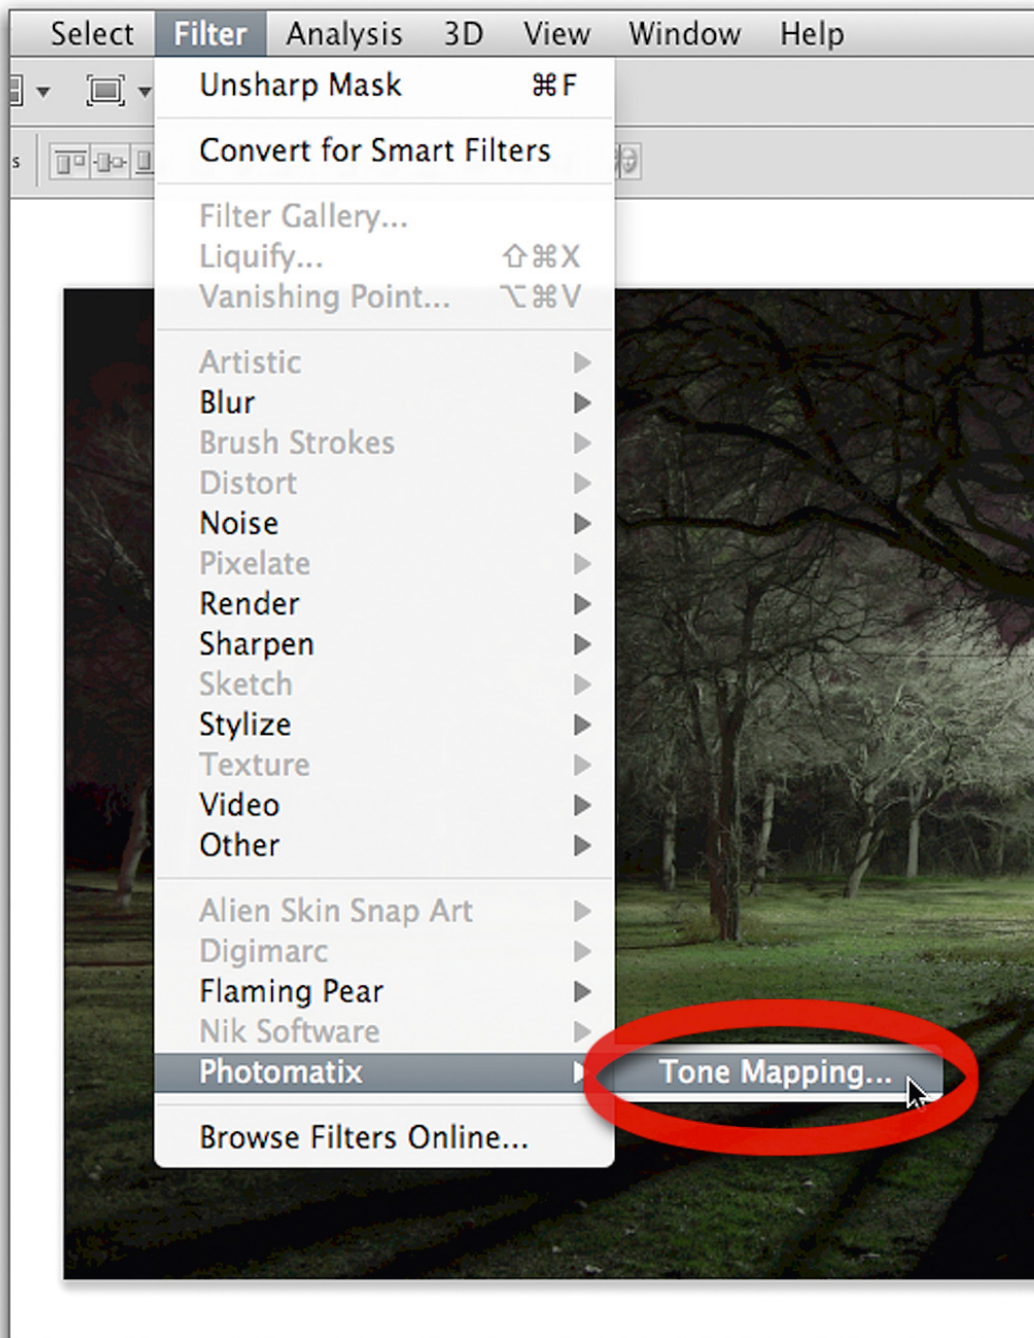 Select Filter Analysis 3D View Window Help
Unsharp Mask ⌘F
s
Convert for Smart Filters
Filter Gallery...
Liquify... ⇧⌘X
Vanishing Point... ⌥⌘V
Artistic
Blur
Brush Strokes
Distort
Noise
Pixelate
Render
Sharpen
Sketch
Stylize
Texture
Video
Other
Alien Skin Snap Art
Digimarc
Flaming Pear
Nik Software
Photomatix Tone Mapping...
Browse Filters Online...